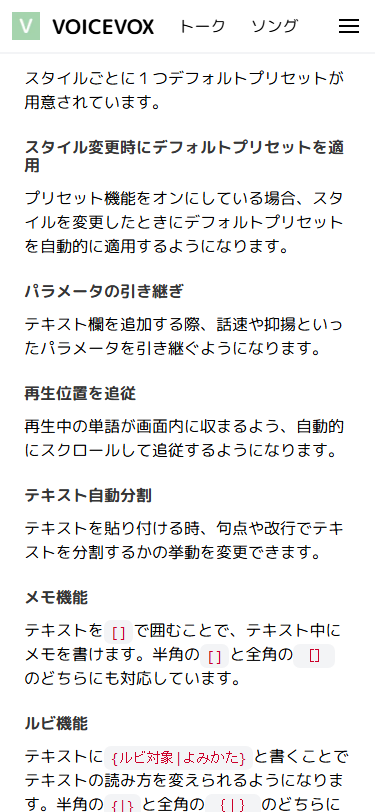 V VOICEVOX トーク ソング
スタイルごとに１つデフォルトプリセットが
用意されています。
スタイル変更時にデフォルトプリセットを適
用
プリセット機能をオンにしている場合、スタ
イルを変更したときにデフォルトプリセット
を自動的に適用するようになります。
パラメータの引き継ぎ
テキスト欄を追加する際、話速や抑揚といっ
たパラメータを引き継ぐようになります。
再生位置を追従
再生中の単語が画面内に収まるよう、自動的
にスクロールして追従するようになります。
テキスト自動分割
テキストを貼り付ける時、句点や改行でテキ
ストを分割するかの挙動を変更できます。
メモ機能
テキストを [] で囲むことで、テキスト中に
メモを書けます。半角の [] と全角の ［］
のどちらにも対応しています。
ルビ機能
テキストに {ルビ対象|よみかた} と書くことで
テキストの読み方を変えられるようになりま
す。半角の {|} と全角の ｛｜｝ のどちらに